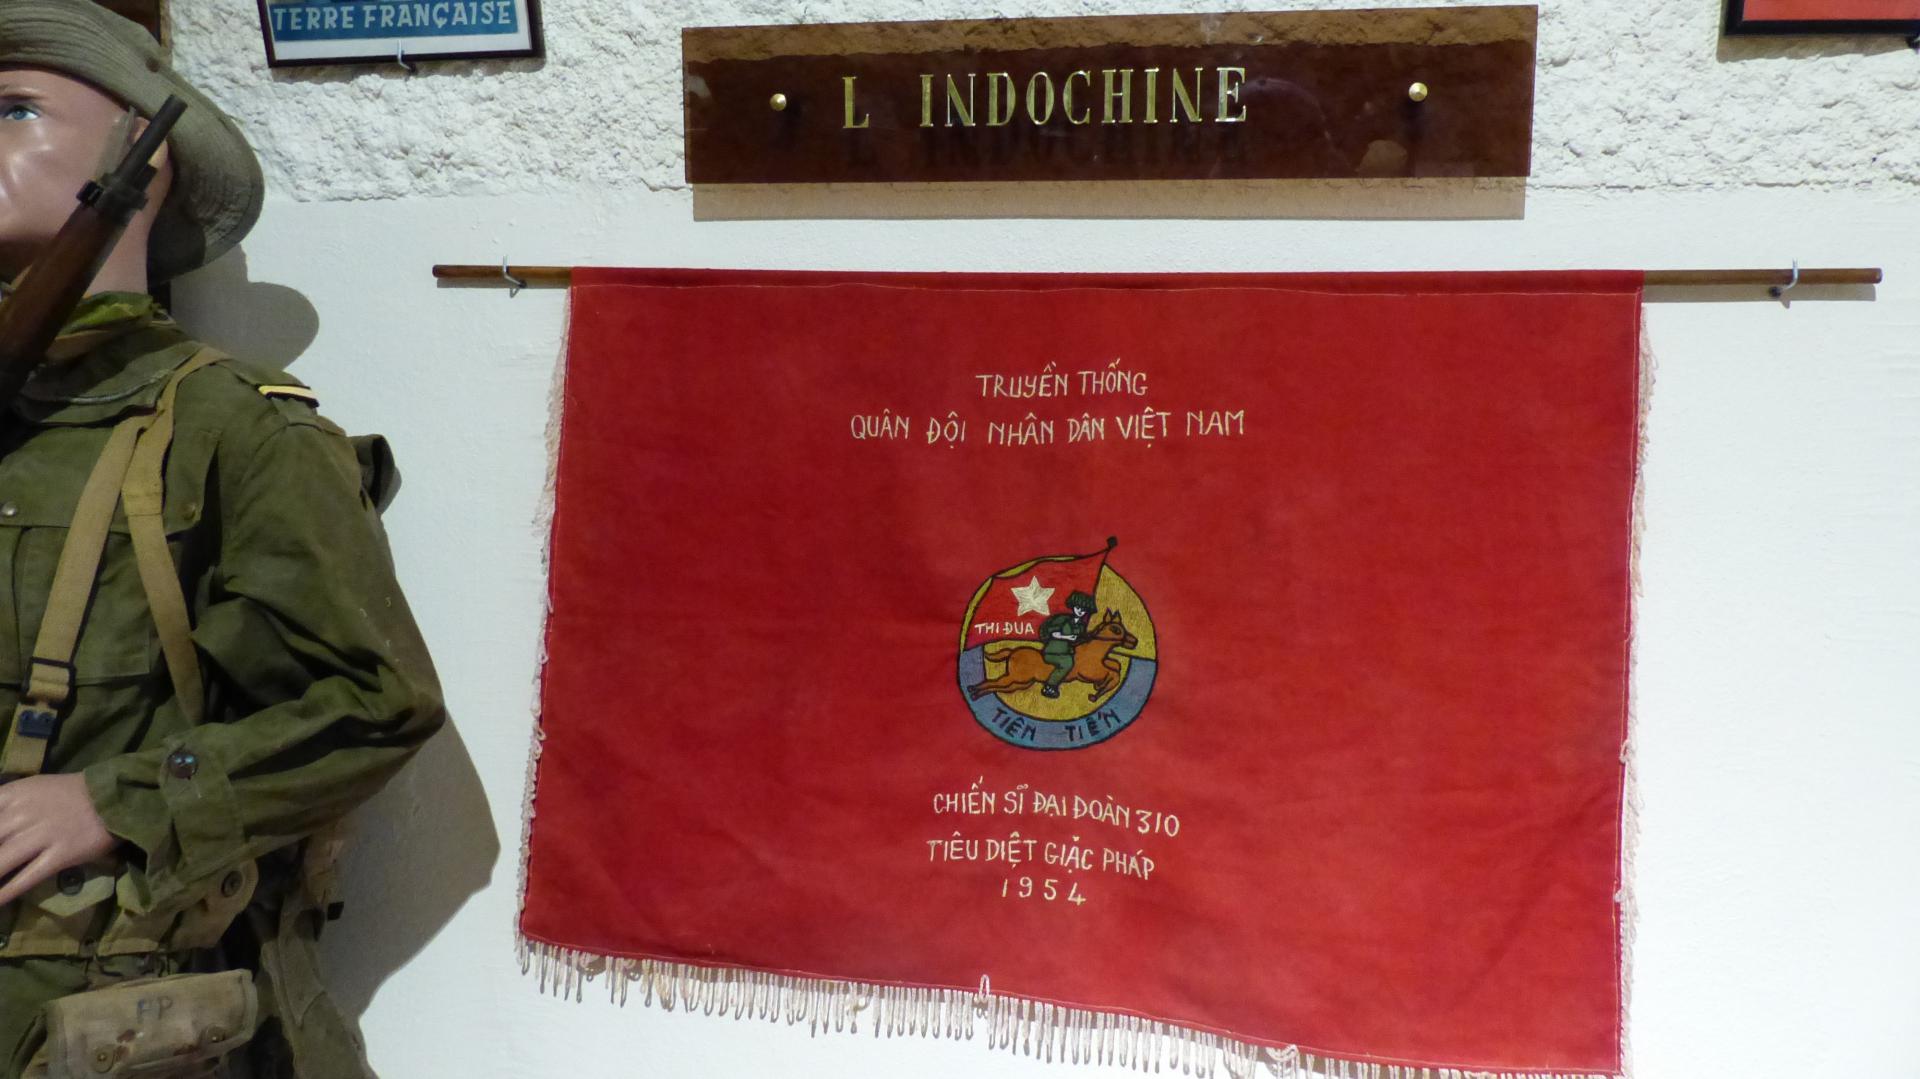 TERRE FRANÇAISE
L INDOCHINE
TRUYỀN THỐNG
QUÂN ĐỘI NHÂN DÂN VIỆT NAM
THI ĐUA
TIÊN TIẾN
CHIẾN SĨ ĐẠI ĐOÀN 310
TIÊU DIỆT GIẶC PHÁP
1954
AP